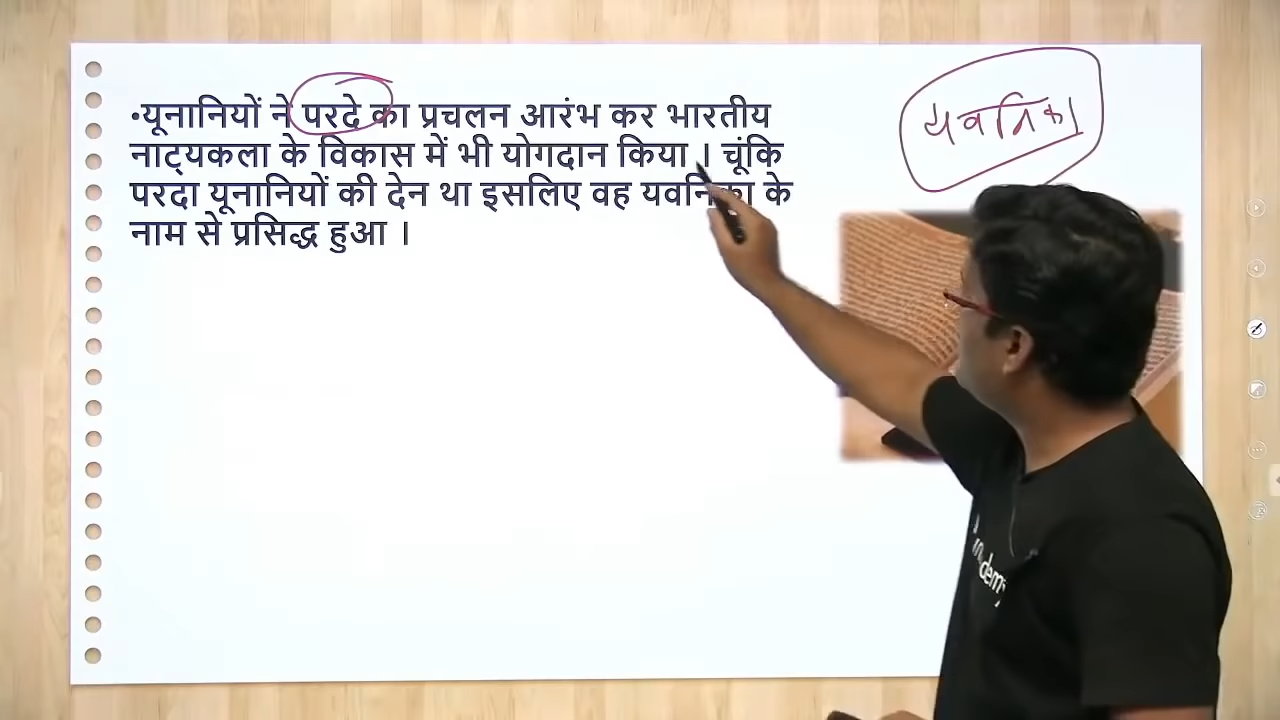 •यूनानियों ने परदे का प्रचलन आरंभ कर भारतीय
नाट्यकला के विकास में भी योगदान किया । चूंकि
परदा यूनानियों की देन था इसलिए वह यवनिका के
नाम से प्रसिद्ध हुआ ।
यवनिका